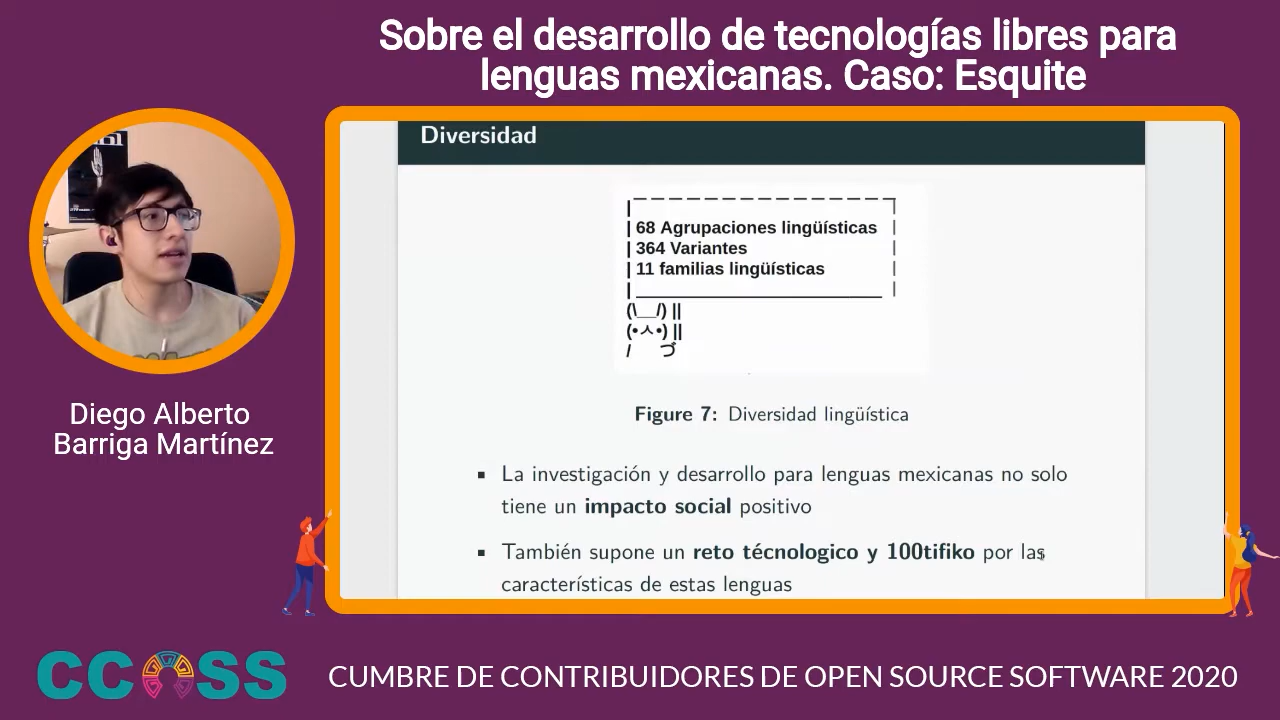 Sobre el desarrollo de tecnologías libres para
lenguas mexicanas. Caso: Esquite
Diversidad
68 Agrupaciones lingüísticas
364 Variantes
11 familias lingüísticas
(\__/) ||
(•ㅅ•) ||
/ づ
Figure 7: Diversidad lingüística
La investigación y desarrollo para lenguas mexicanas no solo
tiene un impacto social positivo
También supone un reto técnologico y 100tifiko por las
características de estas lenguas
Diego Alberto
Barriga Martínez
CCOSS
CUMBRE DE CONTRIBUIDORES DE OPEN SOURCE SOFTWARE 2020